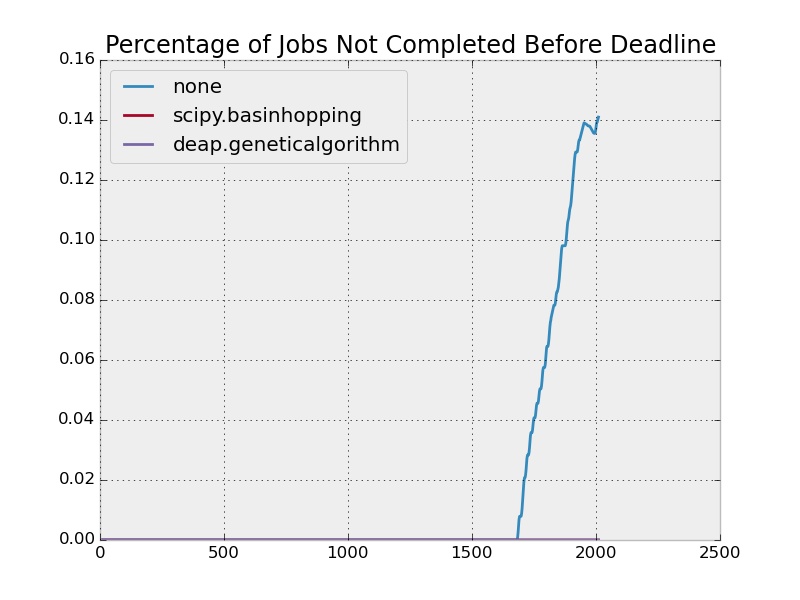 Percentage of Jobs Not Completed Before Deadline
0.16
0.14
0.12
0.10
0.08
0.06
0.04
0.02
0.00
none
scipy.basinhopping
deap.geneticalgorithm
0 500 1000 1500 2000 2500